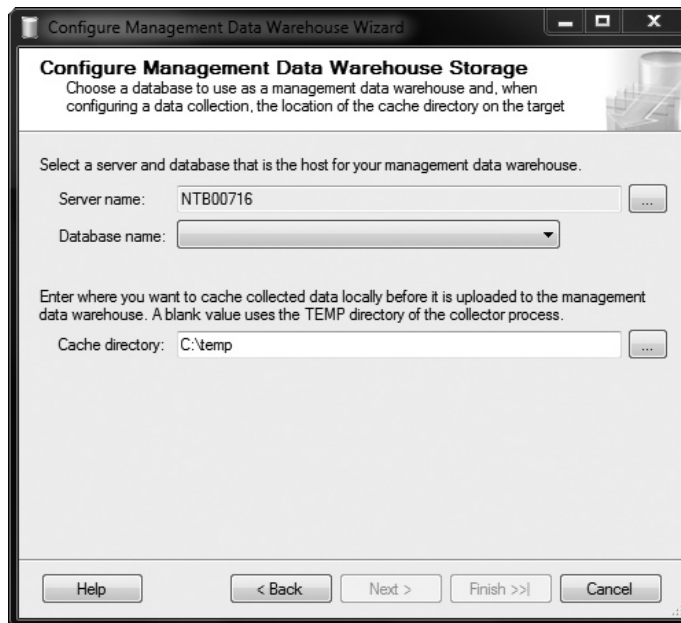 Configure Management Data Warehouse Wizard
Configure Management Data Warehouse Storage
Choose a database to use as a management data warehouse and, when
configuring a data collection, the location of the cache directory on the target
Select a server and database that is the host for your management data warehouse.
Server name: NTB00716 ...
Database name:
Enter where you want to cache collected data locally before it is uploaded to the management
data warehouse. A blank value uses the TEMP directory of the collector process.
Cache directory: C:\temp ...
Help < Back Next > Finish >>| Cancel